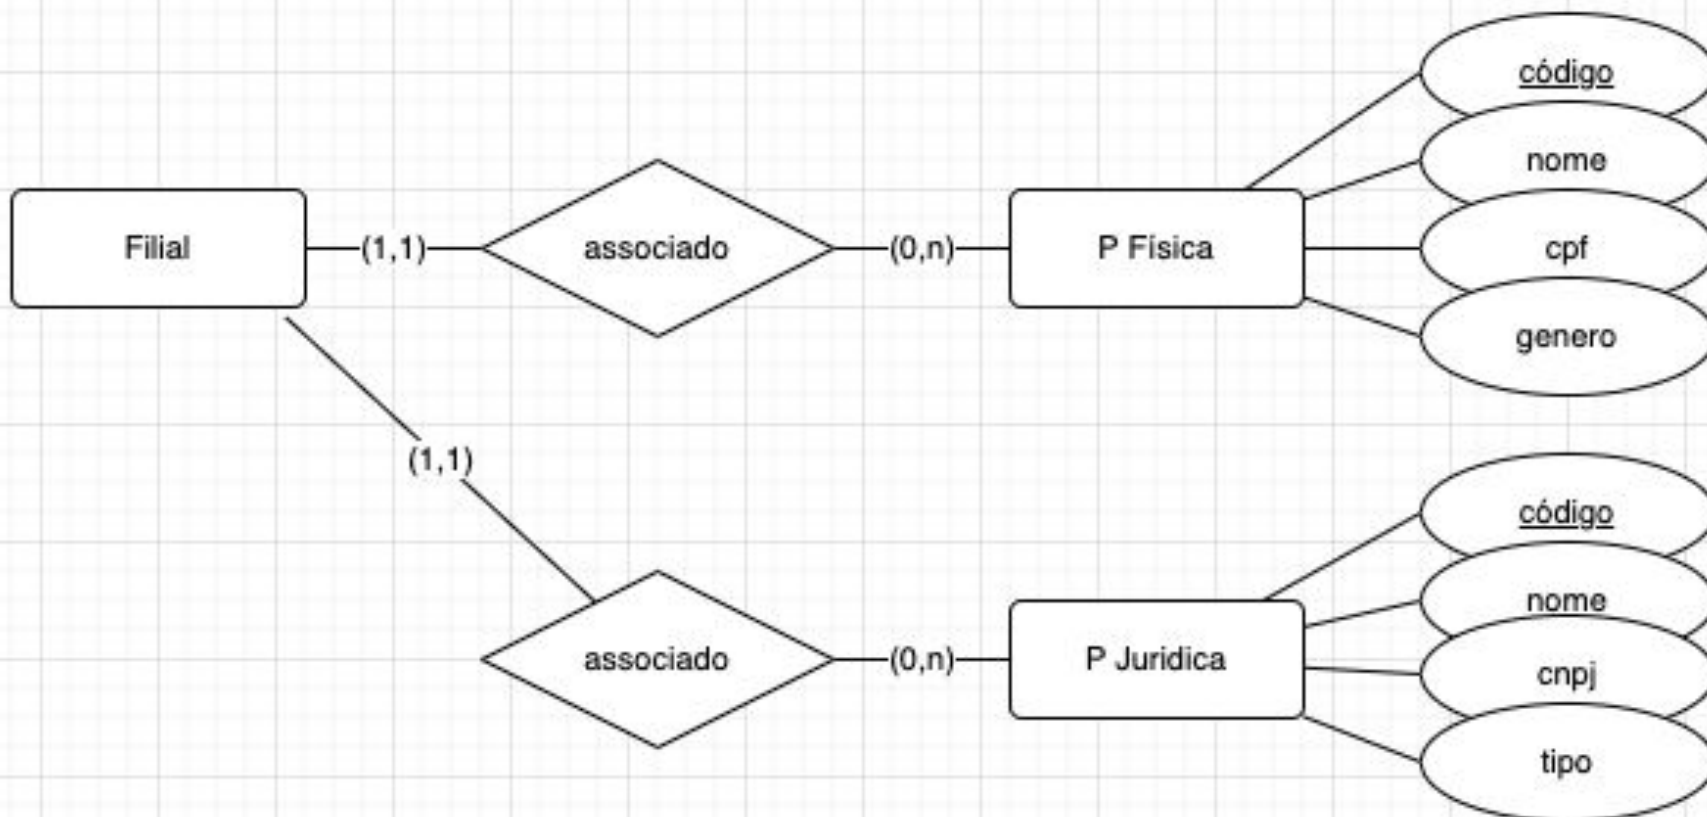 código
nome
Filial
(1,1)
associado
(0,n)
P Física
cpf
genero
(1,1)
código
nome
associado
(0,n)
P Juridica
cnpj
tipo